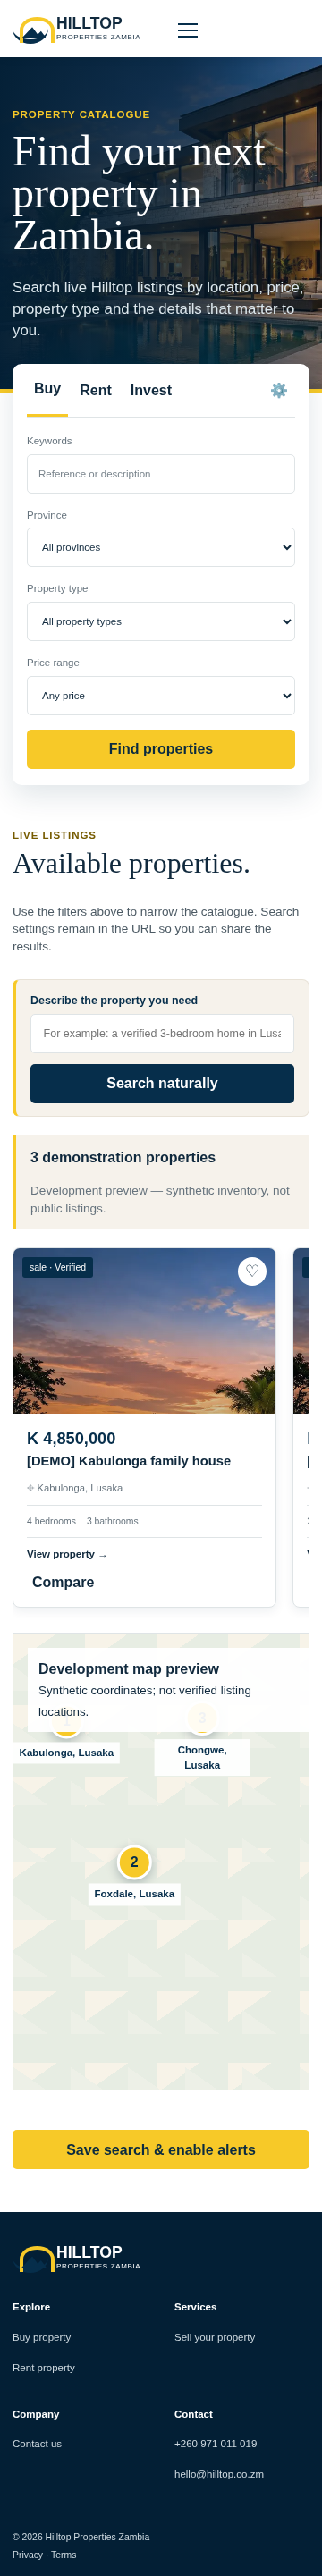 HILLTOP
PROPERTIES ZAMBIA
PROPERTY CATALOGUE
Find your next
property in
Zambia.
Search live Hilltop listings by location, price,
property type and the details that matter to
you.
Buy Rent Invest
Keywords
Reference or description
Province
All provinces
Property type
All property types
Price range
Any price
Find properties
LIVE LISTINGS
Available properties.
Use the filters above to narrow the catalogue. Search
settings remain in the URL so you can share the
results.
Describe the property you need
For example: a verified 3-bedroom home in Lusa
Search naturally
3 demonstration properties
Development preview — synthetic inventory, not
public listings.
sale · Verified
K 4,850,000
[DEMO] Kabulonga family house
Kabulonga, Lusaka
4 bedrooms 3 bathrooms
View property →
Compare
Development map preview
Synthetic coordinates; not verified listing
locations.
3
Kabulonga, Lusaka
Chongwe,
Lusaka
2
Foxdale, Lusaka
Save search & enable alerts
HILLTOP
PROPERTIES ZAMBIA
Explore
Buy property
Rent property
Services
Sell your property
Company
Contact us
Contact
+260 971 011 019
hello@hilltop.co.zm
© 2026 Hilltop Properties Zambia
Privacy · Terms